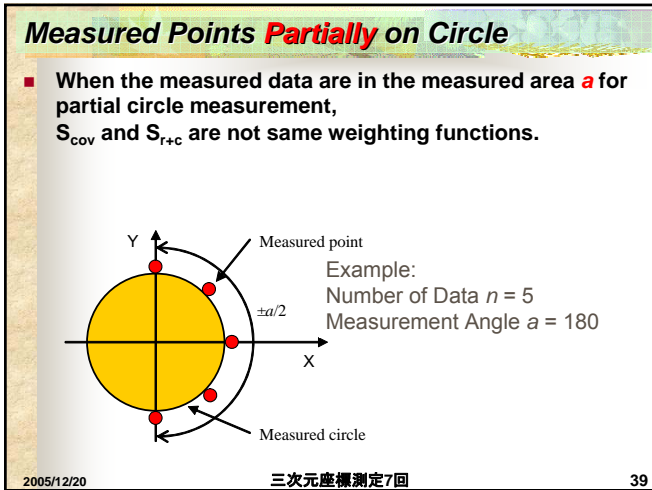 Measured Points Partially on Circle
When the measured data are in the measured area a for
partial circle measurement,
Scov and Sr+c are not same weighting functions.
Y
Measured point
Example:
Number of Data n = 5
±a/2
Measurement Angle a = 180
X
Measured circle
2005/12/20
三次元座標測定7回
39